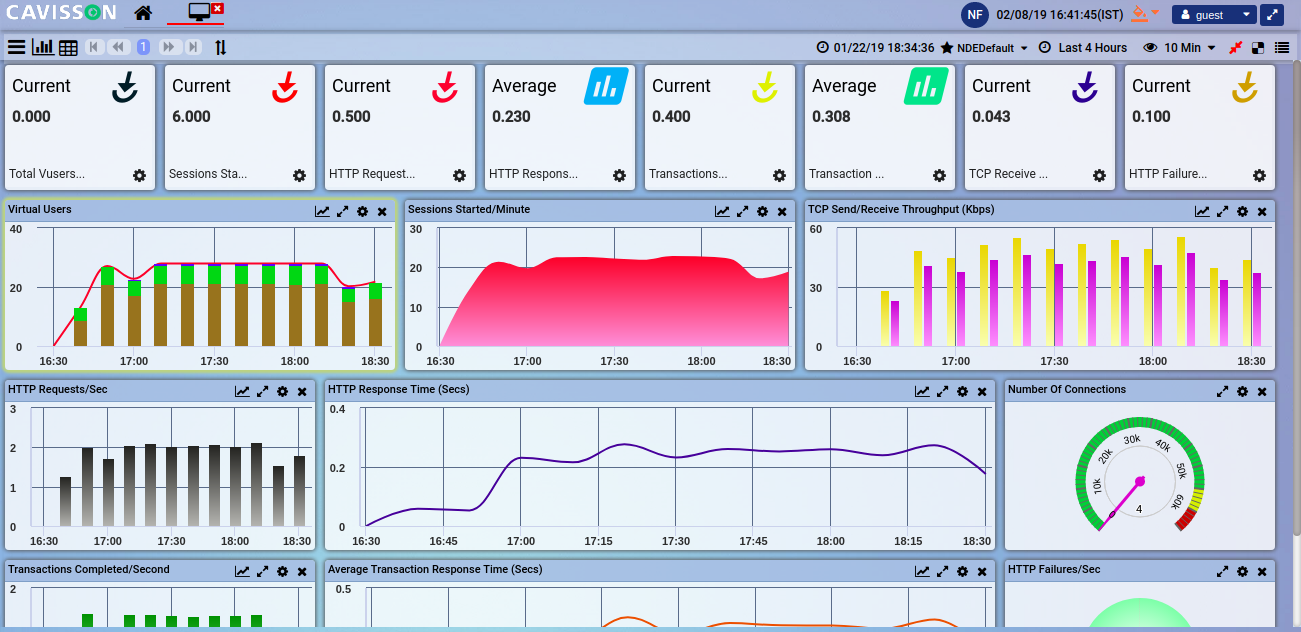 CAVISSON
NF 02/08/19 16:41:45(IST) guest
1
01/22/19 18:34:36 NDEDefault Last 4 Hours 10 Min
Current
0.000
Total Vusers...
Current
6.000
Sessions Sta...
Current
0.500
HTTP Request...
Average
0.230
HTTP Respons...
Current
0.400
Transactions...
Average
0.308
Transaction ...
Current
0.043
TCP Receive ...
Current
0.100
HTTP Failure...
Virtual Users
40
20
0
16:30 17:00 17:30 18:00 18:30
Sessions Started/Minute
30
20
10
0
16:30 17:00 17:30 18:00 18:30
TCP Send/Receive Throughput (Kbps)
60
30
0
16:30 17:00 17:30 18:00 18:30
HTTP Requests/Sec
3
2
1
0
16:30 17:00 17:30 18:00 18:30
HTTP Response Time (Secs)
0.4
0.2
0
16:30 16:45 17:00 17:15 17:30 17:45 18:00 18:15 18:30
Number Of Connections
10k 20k 30k 40k 50k 60k
4
Transactions Completed/Second
2
Average Transaction Response Time (Secs)
0.5
HTTP Failures/Sec